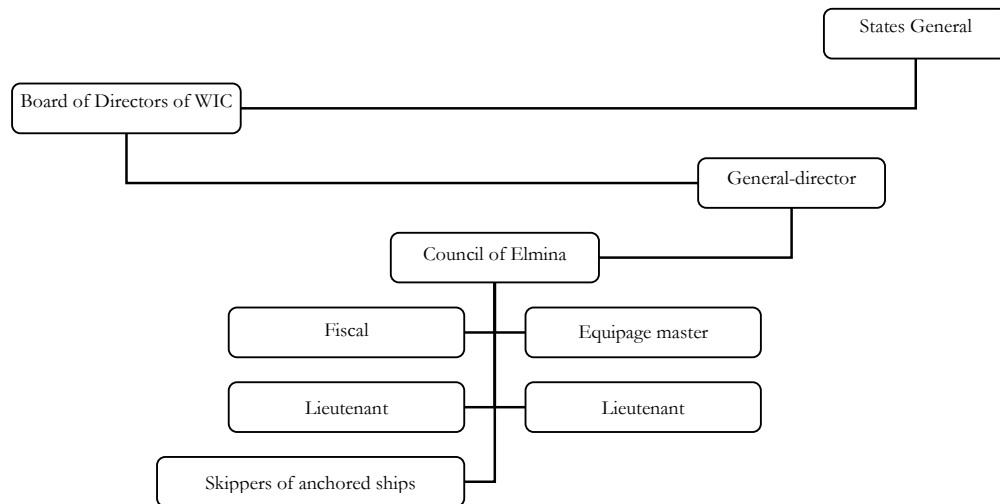 States General
Board of Directors of WIC
General-director
Council of Elmina
Fiscal
Equipage master
Lieutenant
Lieutenant
Skippers of anchored ships